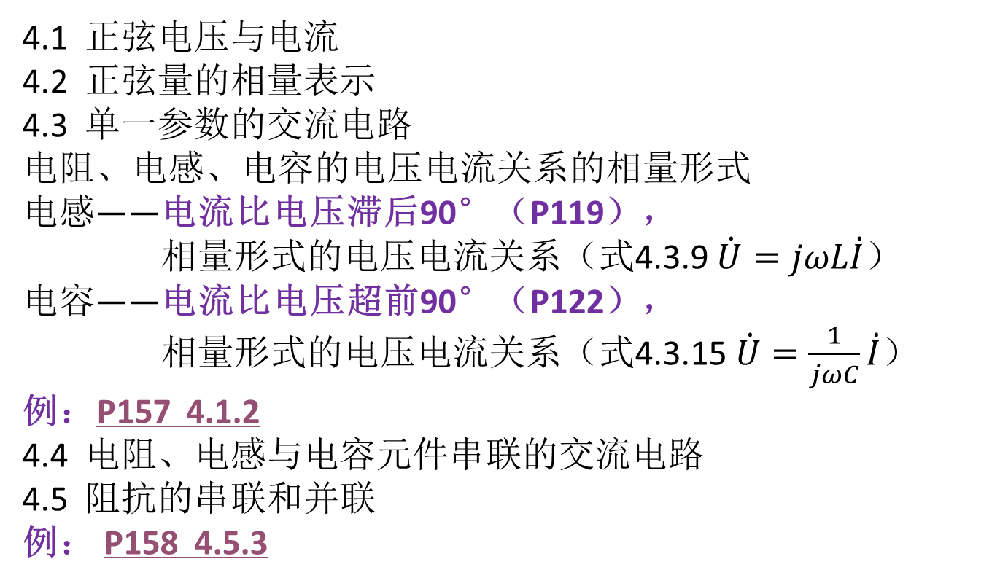 4.1 正弦电压与电流
4.2 正弦量的相量表示
4.3 单一参数的交流电路
电阻、电感、电容的电压电流关系的相量形式
电感——电流比电压滞后90°（P119），
相量形式的电压电流关系（式4.3.9 U̇ = jωLİ）
电容——电流比电压超前90°（P122），
相量形式的电压电流关系（式4.3.15 U̇ = \frac{1}{jωC} İ）
例：P157 4.1.2
4.4 电阻、电感与电容元件串联的交流电路
4.5 阻抗的串联和并联
例： P158 4.5.3